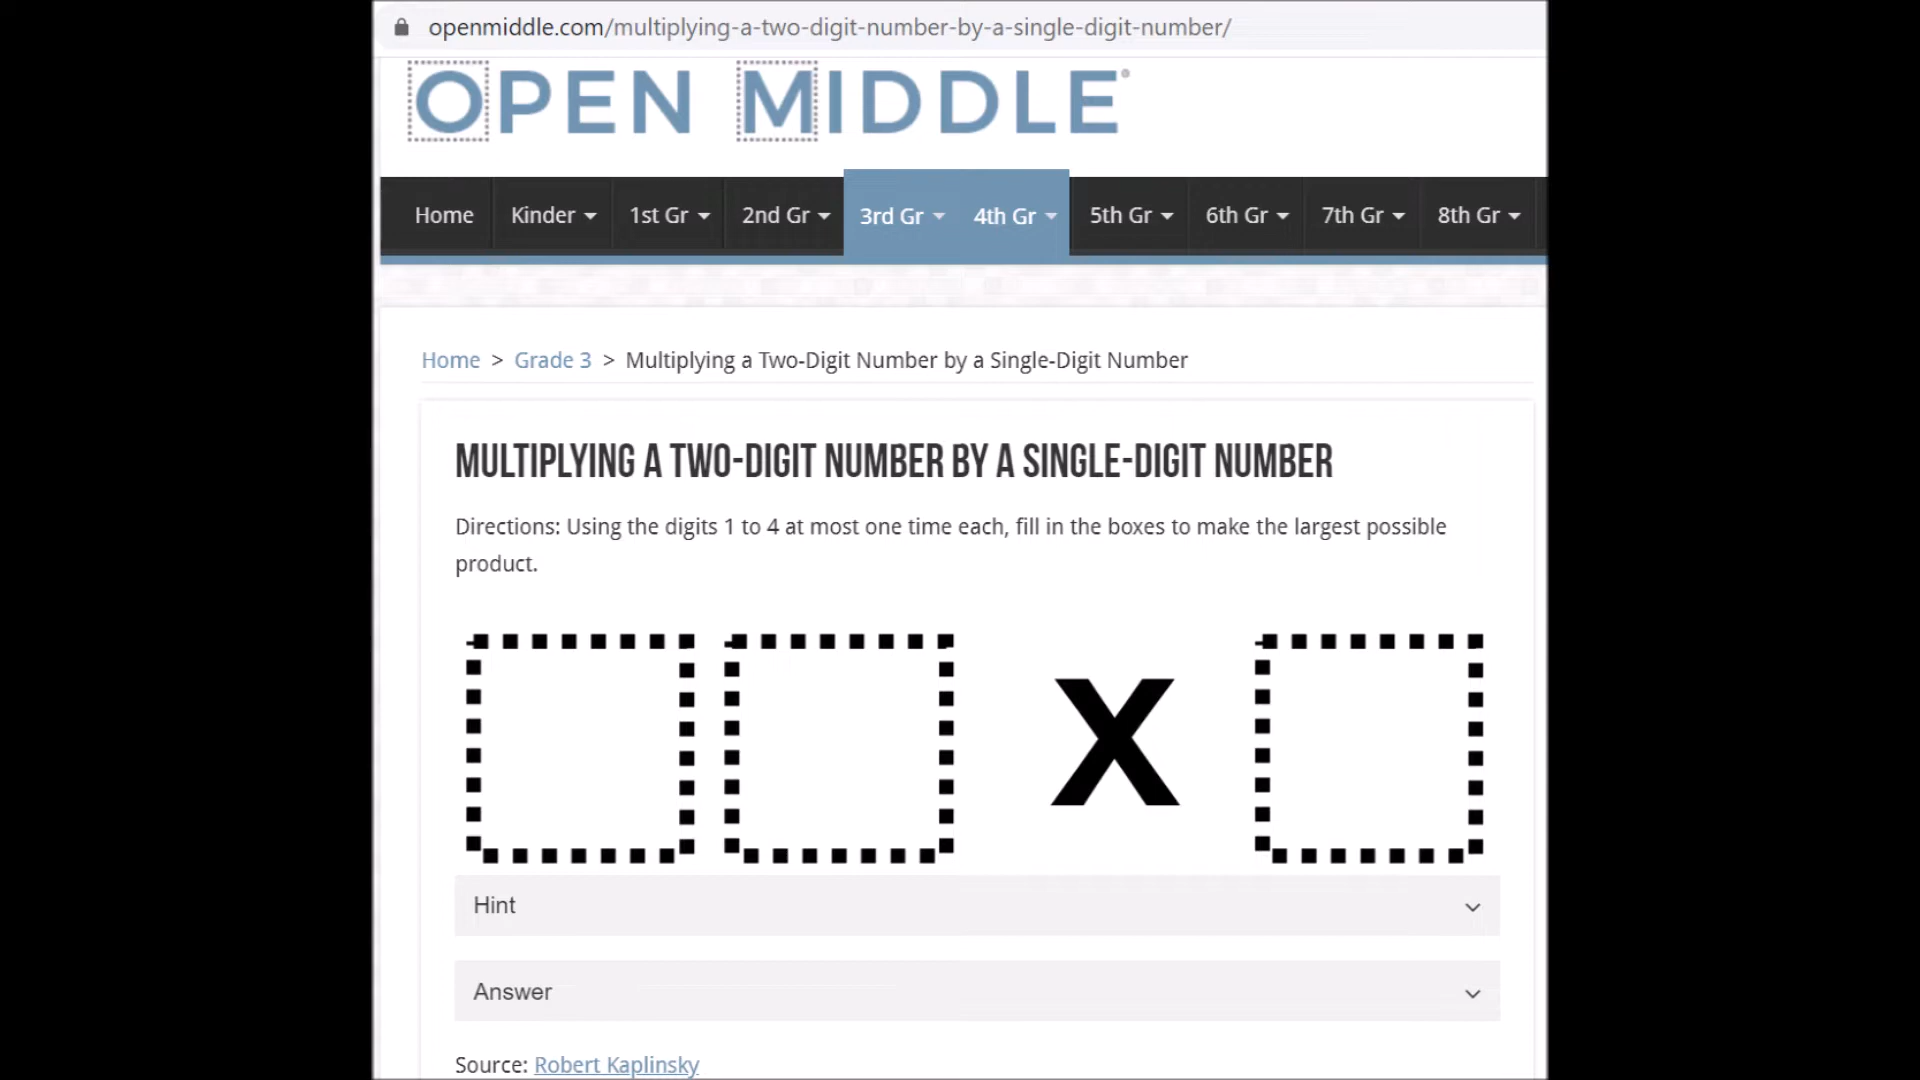 openmiddle.com/multiplying-a-two-digit-number-by-a-single-digit-number/
OPEN MIDDLE®
Home Kinder 1st Gr 2nd Gr 3rd Gr 4th Gr 5th Gr 6th Gr 7th Gr 8th Gr
Home > Grade 3 > Multiplying a Two-Digit Number by a Single-Digit Number
MULTIPLYING A TWO-DIGIT NUMBER BY A SINGLE-DIGIT NUMBER
Directions: Using the digits 1 to 4 at most one time each, fill in the boxes to make the largest possible
product.
X
Hint
Answer
Source: Robert Kaplinsky